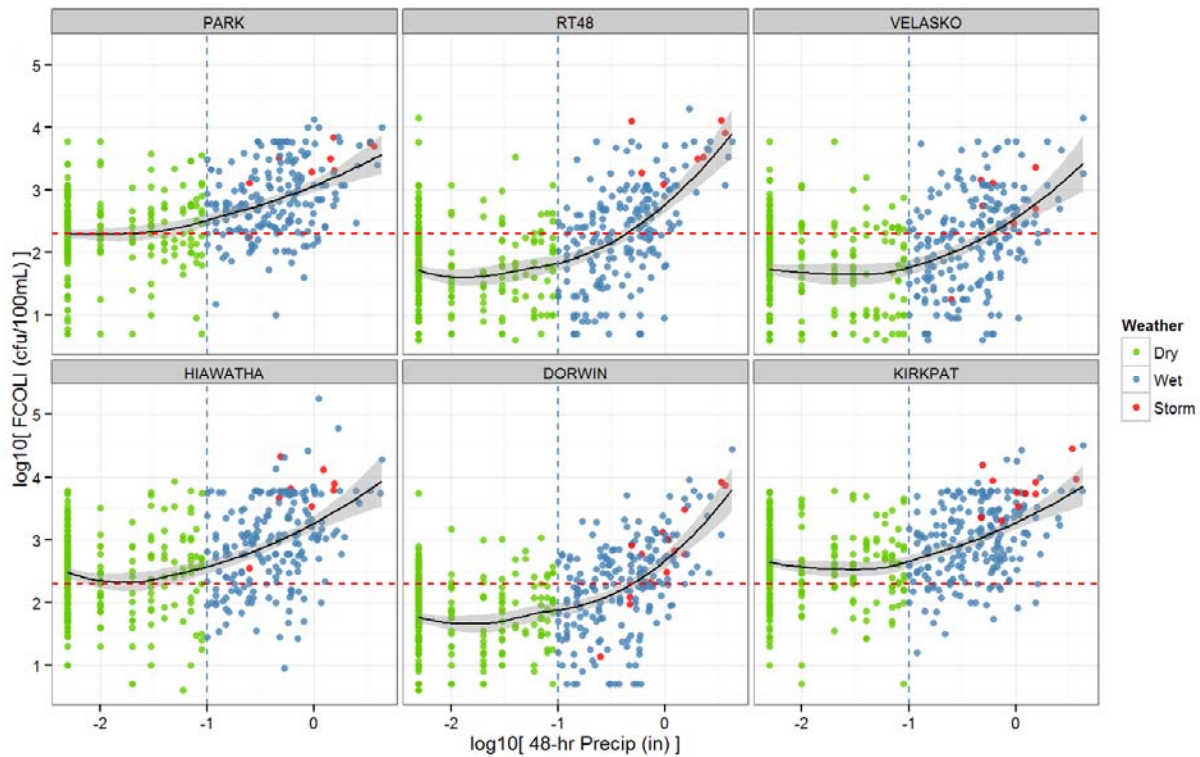 PARK RT48 VELASKO
5
4
3
2
1
HIAWATHA DORWIN KIRKPAT
5
4
3
2
1
-2 -1 0 -2 -1 0 -2 -1 0
log10[ 48-hr Precip (in) ]
log10[ FCOLI (cfu/100mL) ]
Weather
Dry
Wet
Storm